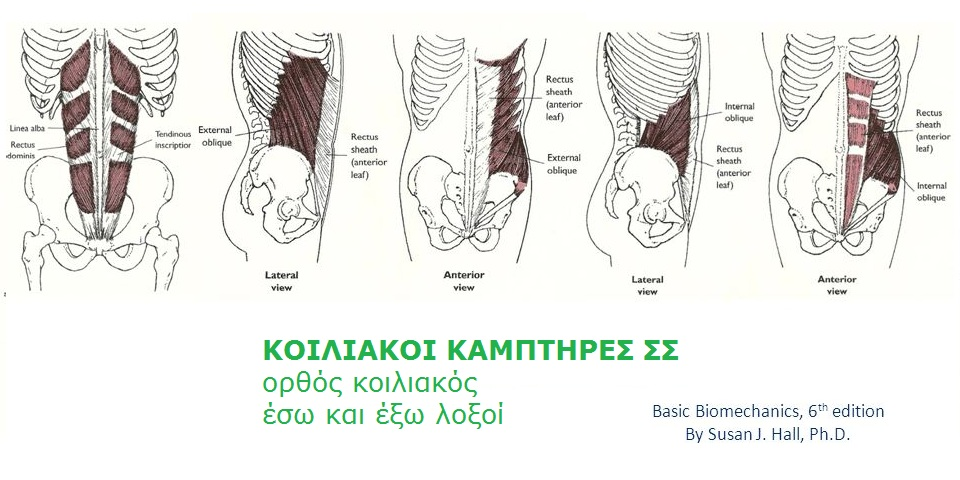 Linea alba
Rectus
dominis
Tendinous
inscription
External
oblique
Rectus
sheath
(anterior
leaf)
Lateral
view
Rectus
sheath
(anterior
leaf)
External
oblique
Anterior
view
Internal
oblique
Rectus
sheath
(anterior
leaf)
Lateral
view
Rectus
sheath
(anterior
leaf)
Internal
oblique
Anterior
view
ΚΟΙΛΙΑΚΟΙ ΚΑΜΠΤΗΡΕΣ ΣΣ
ορθός κοιλιακός
έσω και έξω λοξοί
Basic Biomechanics, 6th edition
By Susan J. Hall, Ph.D.